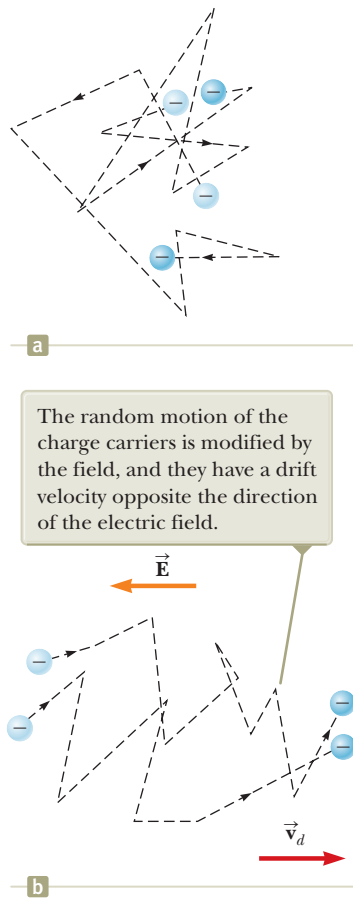 −
−
−
−
a
The random motion of the
charge carriers is modified by
the field, and they have a drift
velocity opposite the direction
of the electric field.
E⃗
−
−
−
−
v⃗d
b